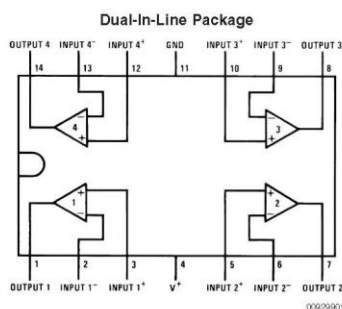 Dual-In-Line Package
OUTPUT 4 INPUT 4⁻ INPUT 4⁺ GND INPUT 3⁺ INPUT 3⁻ OUTPUT 3
14 13 12 11 10 9 8
4 − + − + 3
1 + − + − 2
1 2 3 4 5 6 7
OUTPUT 1 INPUT 1⁻ INPUT 1⁺ V⁺ INPUT 2⁺ INPUT 2⁻ OUTPUT 2
00929901